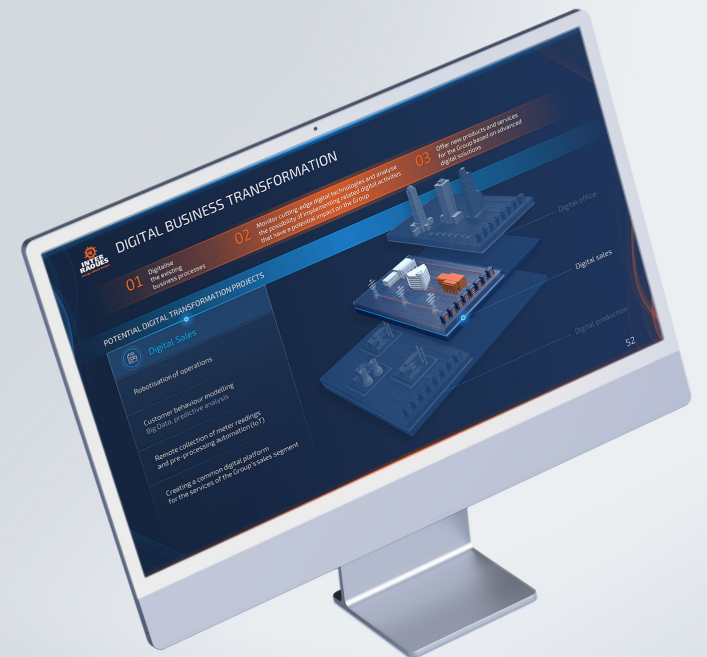 INTER
RAOUES
DIGITAL BUSINESS TRANSFORMATION
01
Digitalise
the existing
business processes
02
Monitor cutting-edge digital technologies and analyse
the possibility of implementing related digital activities
that have a potential impact on the Group
03
Offer new products and services
for the Group based on advanced
digital solutions
POTENTIAL DIGITAL TRANSFORMATION PROJECTS
Digital Sales
Robotisation of operations
Customer behaviour modelling
Big Data, predictive analysis
Remote collection of meter readings
and pre-processing automation (IoT)
Creating a common digital platform
for the services of the Group's sales segment
Digital office
Digital sales
Digital production
52